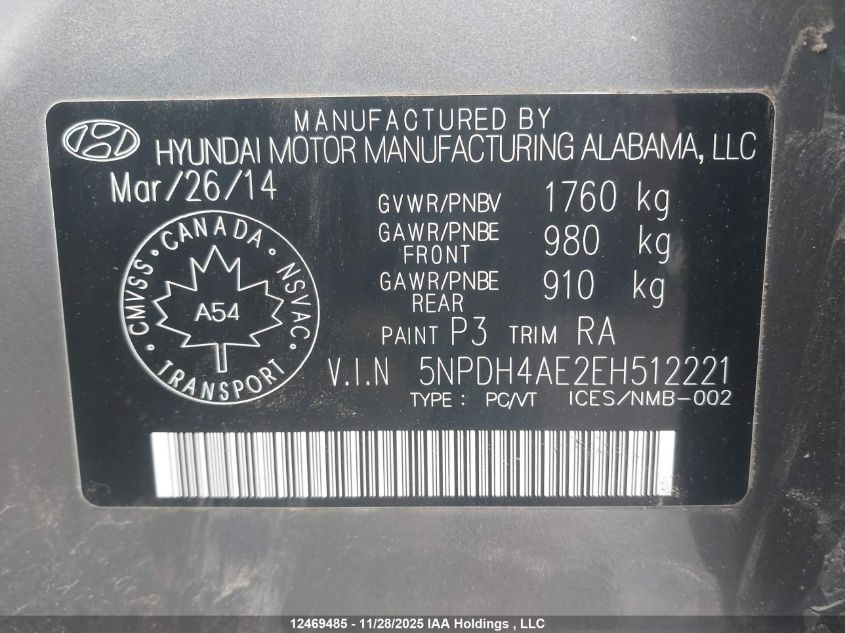 MANUFACTURED BY
HYUNDAI MOTOR MANUFACTURING ALABAMA, LLC
Mar/26/14
GVWR/PNBV 1760 kg
GAWR/PNBE FRONT 980 kg
GAWR/PNBE REAR 910 kg
PAINT P3 TRIM RA
V.I.N 5NPDH4AE2EH512221
TYPE : PC/VT ICES/NMB-002
CANADA
CMVSS · NSVAC
A54
TRANSPORT
12469485 - 11/28/2025 IAA Holdings , LLC